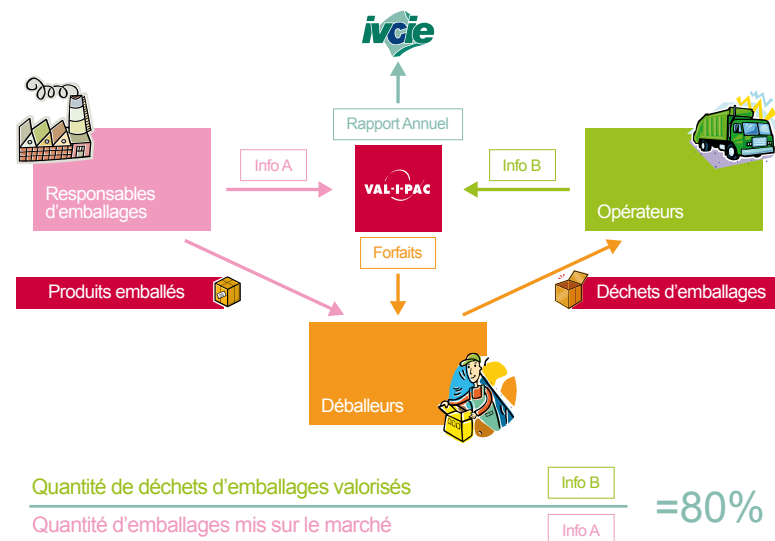 ivcie
Rapport Annuel
Info A
VAL-I-PAC
Info B
Responsables
d'emballages
Opérateurs
Forfaits
Produits emballés
Déchets d'emballages
Déballeurs
Quantité de déchets d'emballages valorisés
Info B
=80%
Quantité d'emballages mis sur le marché
Info A